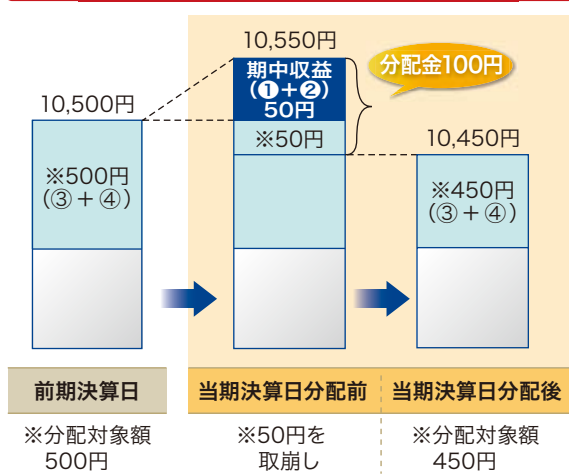 10,550円
分配金100円
期中収益
(❶+❷)
50円
10,500円
※50円
10,450円
※500円
(③+④)
※450円
(③+④)
前期決算日
当期決算日分配前
当期決算日分配後
※分配対象額
500円
※50円を
取崩し
※分配対象額
450円